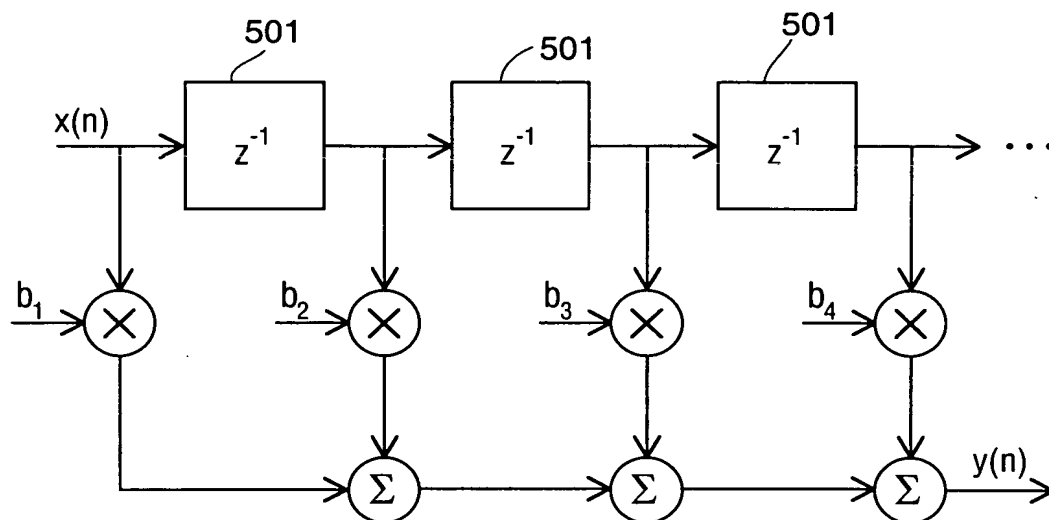 501 501 501
x(n) z⁻¹ z⁻¹ z⁻¹ ...
b₁ × b₂ × b₃ × b₄ ×
Σ Σ Σ y(n)